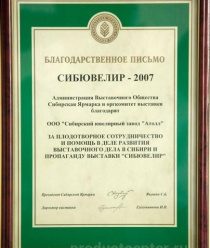 БЛАГОДАРСТВЕННОЕ ПИСЬМО
СИБЮВЕЛИР - 2007
Администрация Выставочного Общества
Сибирская Ярмарка и оргкомитет выставки
благодарит
ООО "Сибирский ювелирный завод "Атолл"
ЗА ПЛОДОТВОРНОЕ СОТРУДНИЧЕСТВО
И ПОМОЩЬ В ДЕЛЕ РАЗВИТИЯ
ВЫСТАВОЧНОГО ДЕЛА В СИБИРИ И
ПРОПАГАНДУ ВЫСТАВКИ "СИБЮВЕЛИР"
Президент Сибирской Ярмарки
Директор выставки